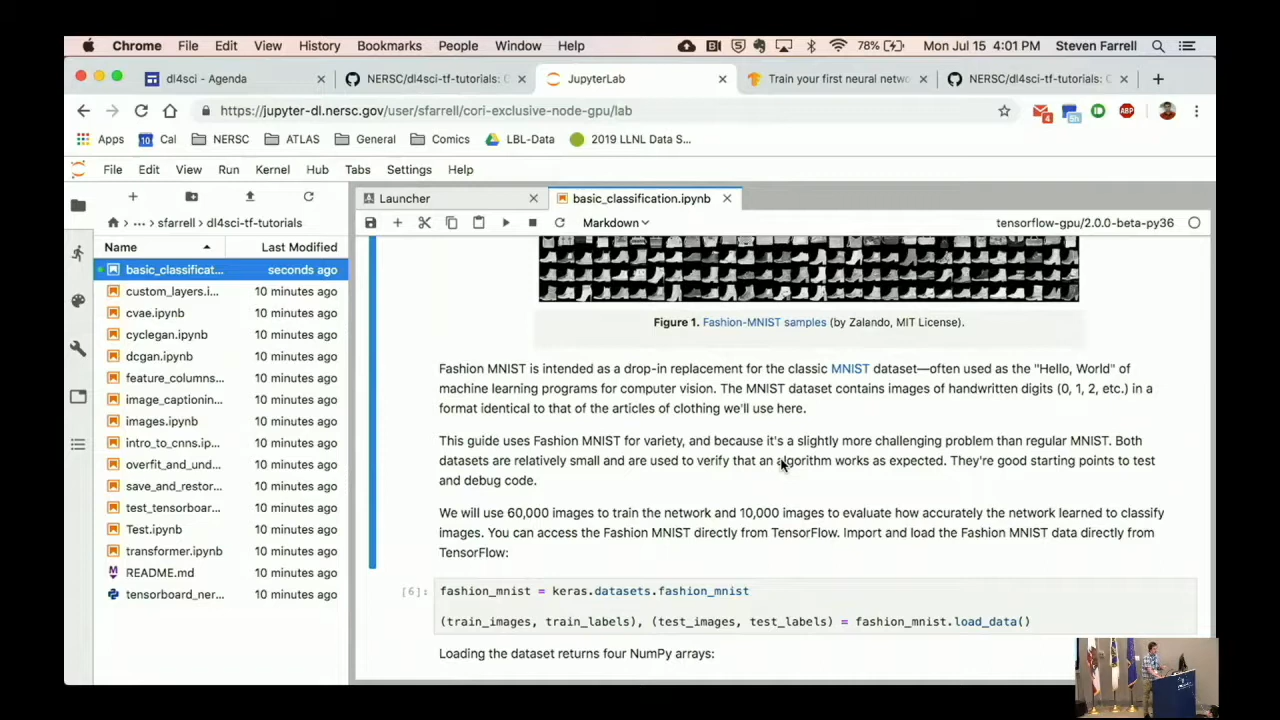 Chrome File Edit View History Bookmarks People Window Help 78% Mon Jul 15 4:01 PM Steven Farrell
dl4sci - Agenda NERSC/dl4sci-tf-tutorials: C JupyterLab Train your first neural netwo NERSC/dl4sci-tf-tutorials: C
https://jupyter-dl.nersc.gov/user/sfarrell/cori-exclusive-node-gpu/lab
Apps 10 Cal NERSC ATLAS General Comics LBL-Data 2019 LLNL Data S...
File Edit View Run Kernel Hub Tabs Settings Help
Launcher basic_classification.ipynb
Markdown tensorflow-gpu/2.0.0-beta-py36
... sfarrell dl4sci-tf-tutorials
Name Last Modified
basic_classificat... seconds ago
custom_layers.i... 10 minutes ago
cvae.ipynb 10 minutes ago
cyclegan.ipynb 10 minutes ago
dcgan.ipynb 10 minutes ago
feature_columns... 10 minutes ago
image_captionin... 10 minutes ago
images.ipynb 10 minutes ago
intro_to_cnns.ip... 10 minutes ago
overfit_and_und... 10 minutes ago
save_and_restor... 10 minutes ago
test_tensorboar... 10 minutes ago
Test.ipynb 10 minutes ago
transformer.ipynb 10 minutes ago
README.md 10 minutes ago
tensorboard_ner... 10 minutes ago
Figure 1. Fashion-MNIST samples (by Zalando, MIT License).
Fashion MNIST is intended as a drop-in replacement for the classic MNIST dataset—often used as the "Hello, World" of
machine learning programs for computer vision. The MNIST dataset contains images of handwritten digits (0, 1, 2, etc.) in a
format identical to that of the articles of clothing we'll use here.
This guide uses Fashion MNIST for variety, and because it's a slightly more challenging problem than regular MNIST. Both
datasets are relatively small and are used to verify that an algorithm works as expected. They're good starting points to test
and debug code.
We will use 60,000 images to train the network and 10,000 images to evaluate how accurately the network learned to classify
images. You can access the Fashion MNIST directly from TensorFlow. Import and load the Fashion MNIST data directly from
TensorFlow:
[6]: fashion_mnist = keras.datasets.fashion_mnist
(train_images, train_labels), (test_images, test_labels) = fashion_mnist.load_data()
Loading the dataset returns four NumPy arrays: